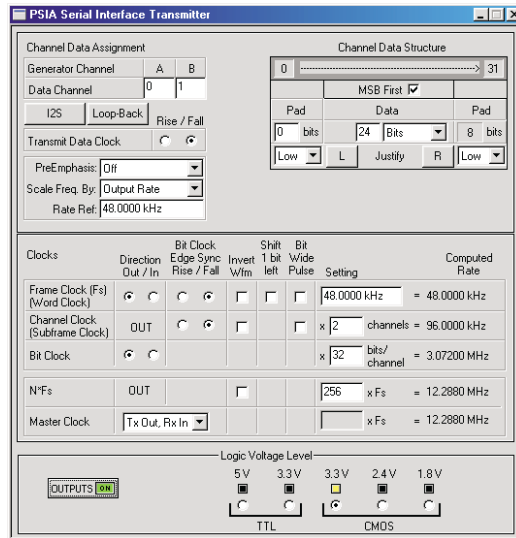 PSIA Serial Interface Transmitter
Channel Data Assignment
Generator Channel A B
Data Channel 0 1
I2S Loop-Back Rise / Fall
Transmit Data Clock
PreEmphasis: Off
Scale Freq. By: Output Rate
Rate Ref: 48.0000 kHz
Channel Data Structure
0 31
MSB First
Pad Data Pad
0 bits 24 Bits 8 bits
Low L Justify R Low
Clocks Direction Out / In Bit Clock Edge Sync Rise / Fall Invert Wfm Shift 1 bit left Bit Wide Pulse Setting Computed Rate
Frame Clock (Fs) (Word Clock) 48.0000 kHz = 48.0000 kHz
Channel Clock (Subframe Clock) OUT x 2 channels = 96.0000 kHz
Bit Clock x 32 bits/ channel = 3.07200 MHz
N*Fs OUT 256 x Fs = 12.2880 MHz
Master Clock Tx Out, Rx In x Fs = 12.2880 MHz
Logic Voltage Level
OUTPUTS ON
5 V 3.3 V 3.3 V 2.4 V 1.8 V
TTL CMOS